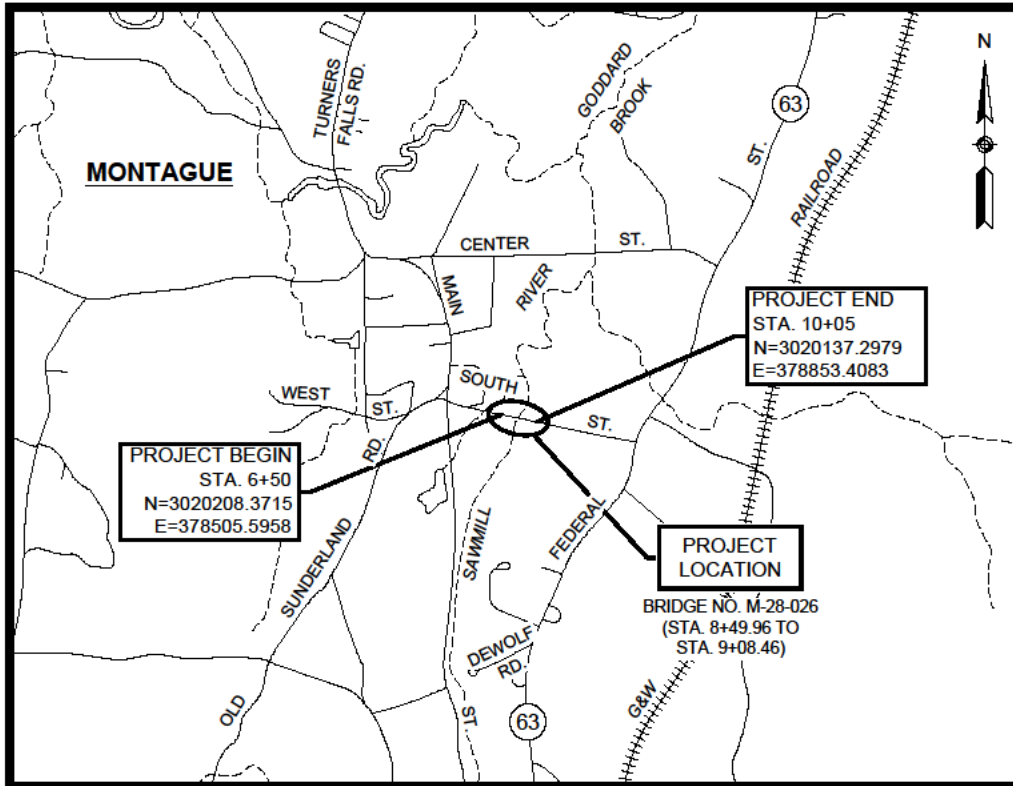 N
TURNERS
FALLS RD.
GODDARD
BROOK
63
ST.
RAILROAD
MONTAGUE
CENTER ST.
MAIN
RIVER
PROJECT END
STA. 10+05
N=3020137.2979
E=378853.4083
SOUTH
ST.
WEST
ST.
RD.
PROJECT BEGIN
STA. 6+50
N=3020208.3715
E=378505.5958
SUNDERLAND
OLD
SAWMILL
FEDERAL
PROJECT
LOCATION
BRIDGE NO. M-28-026
(STA. 8+49.96 TO
STA. 9+08.46)
DEWOLF
RD.
ST.
63
G&W